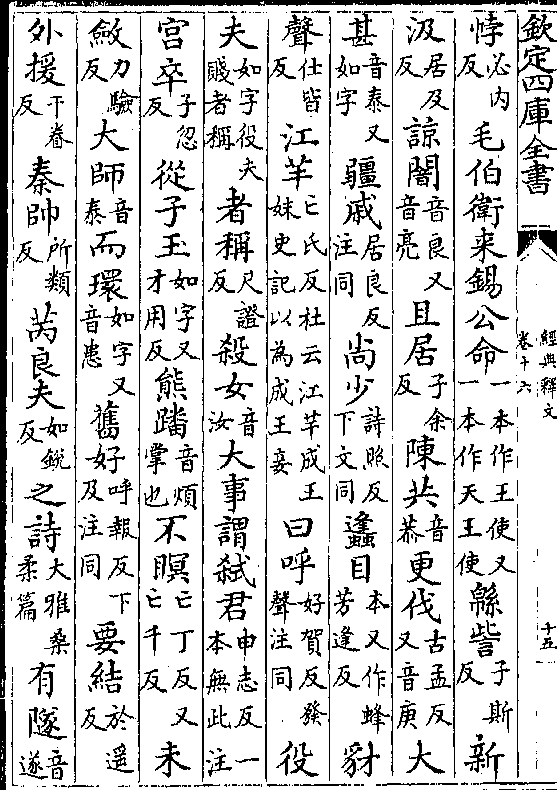 欽定四庫全書
經典釋文
卷十六
十五
悖必内反毛伯衛来錫公命一本作王使又一本作天王使緜訾子斯反新
汲居及反諒闇音良又音亮且居子余反陳共音恭更伐古孟反又音庚大
甚音泰又如字疆戚居良反注同尚少詩照反下文同蠭目本又作蜂芳逢反豺
聲仕皆反江芊亡氏反杜云江芊成王妹史記以為成王妾曰呼好賀反發聲注同役
夫如字役夫賤者稱者稱尺證反殺女音汝大事謂弑君申志反一本無此注
宫卒子忽反從子玉如字又才用反熊蹯音煩掌也不瞑亡丁反又亡千反未
斂力驗反大師音泰而環如字又音患舊好呼報反下及注同要結於遥反
外援于眷反秦帥所類反芮良夫如鋭反之詩大雅桑柔篇有隧音遂